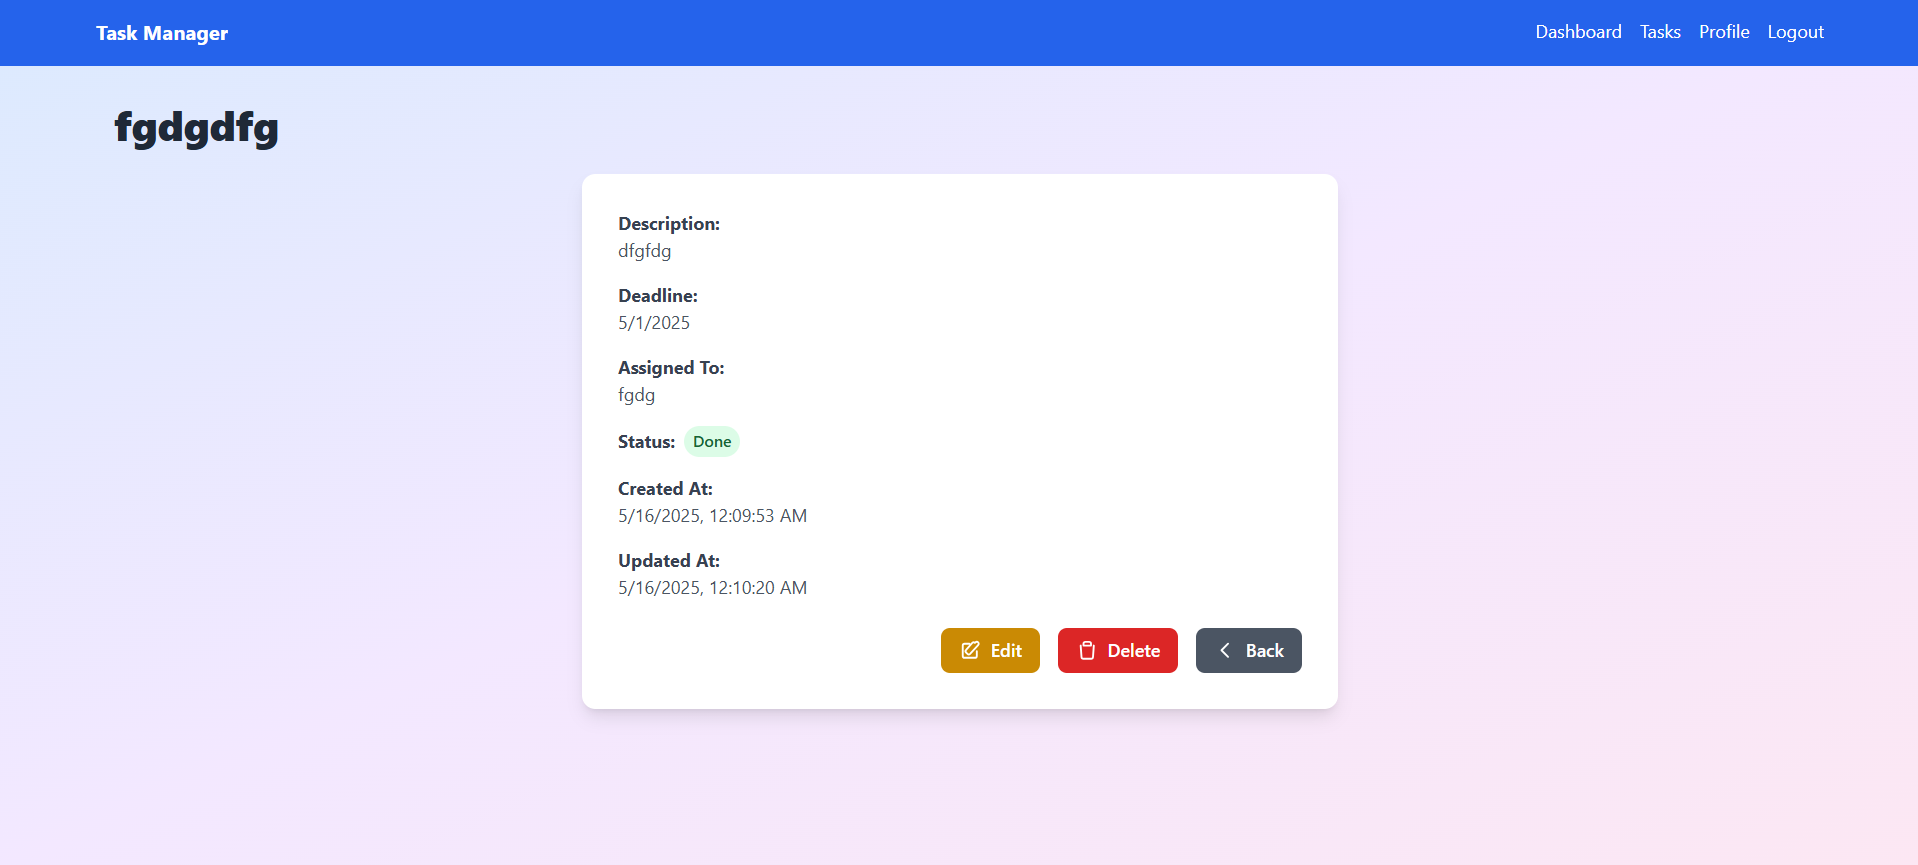 Task Manager
Dashboard Tasks Profile Logout
fgdgdfg
Description:
dfgfdg
Deadline:
5/1/2025
Assigned To:
fgdg
Status: Done
Created At:
5/16/2025, 12:09:53 AM
Updated At:
5/16/2025, 12:10:20 AM
Edit Delete Back